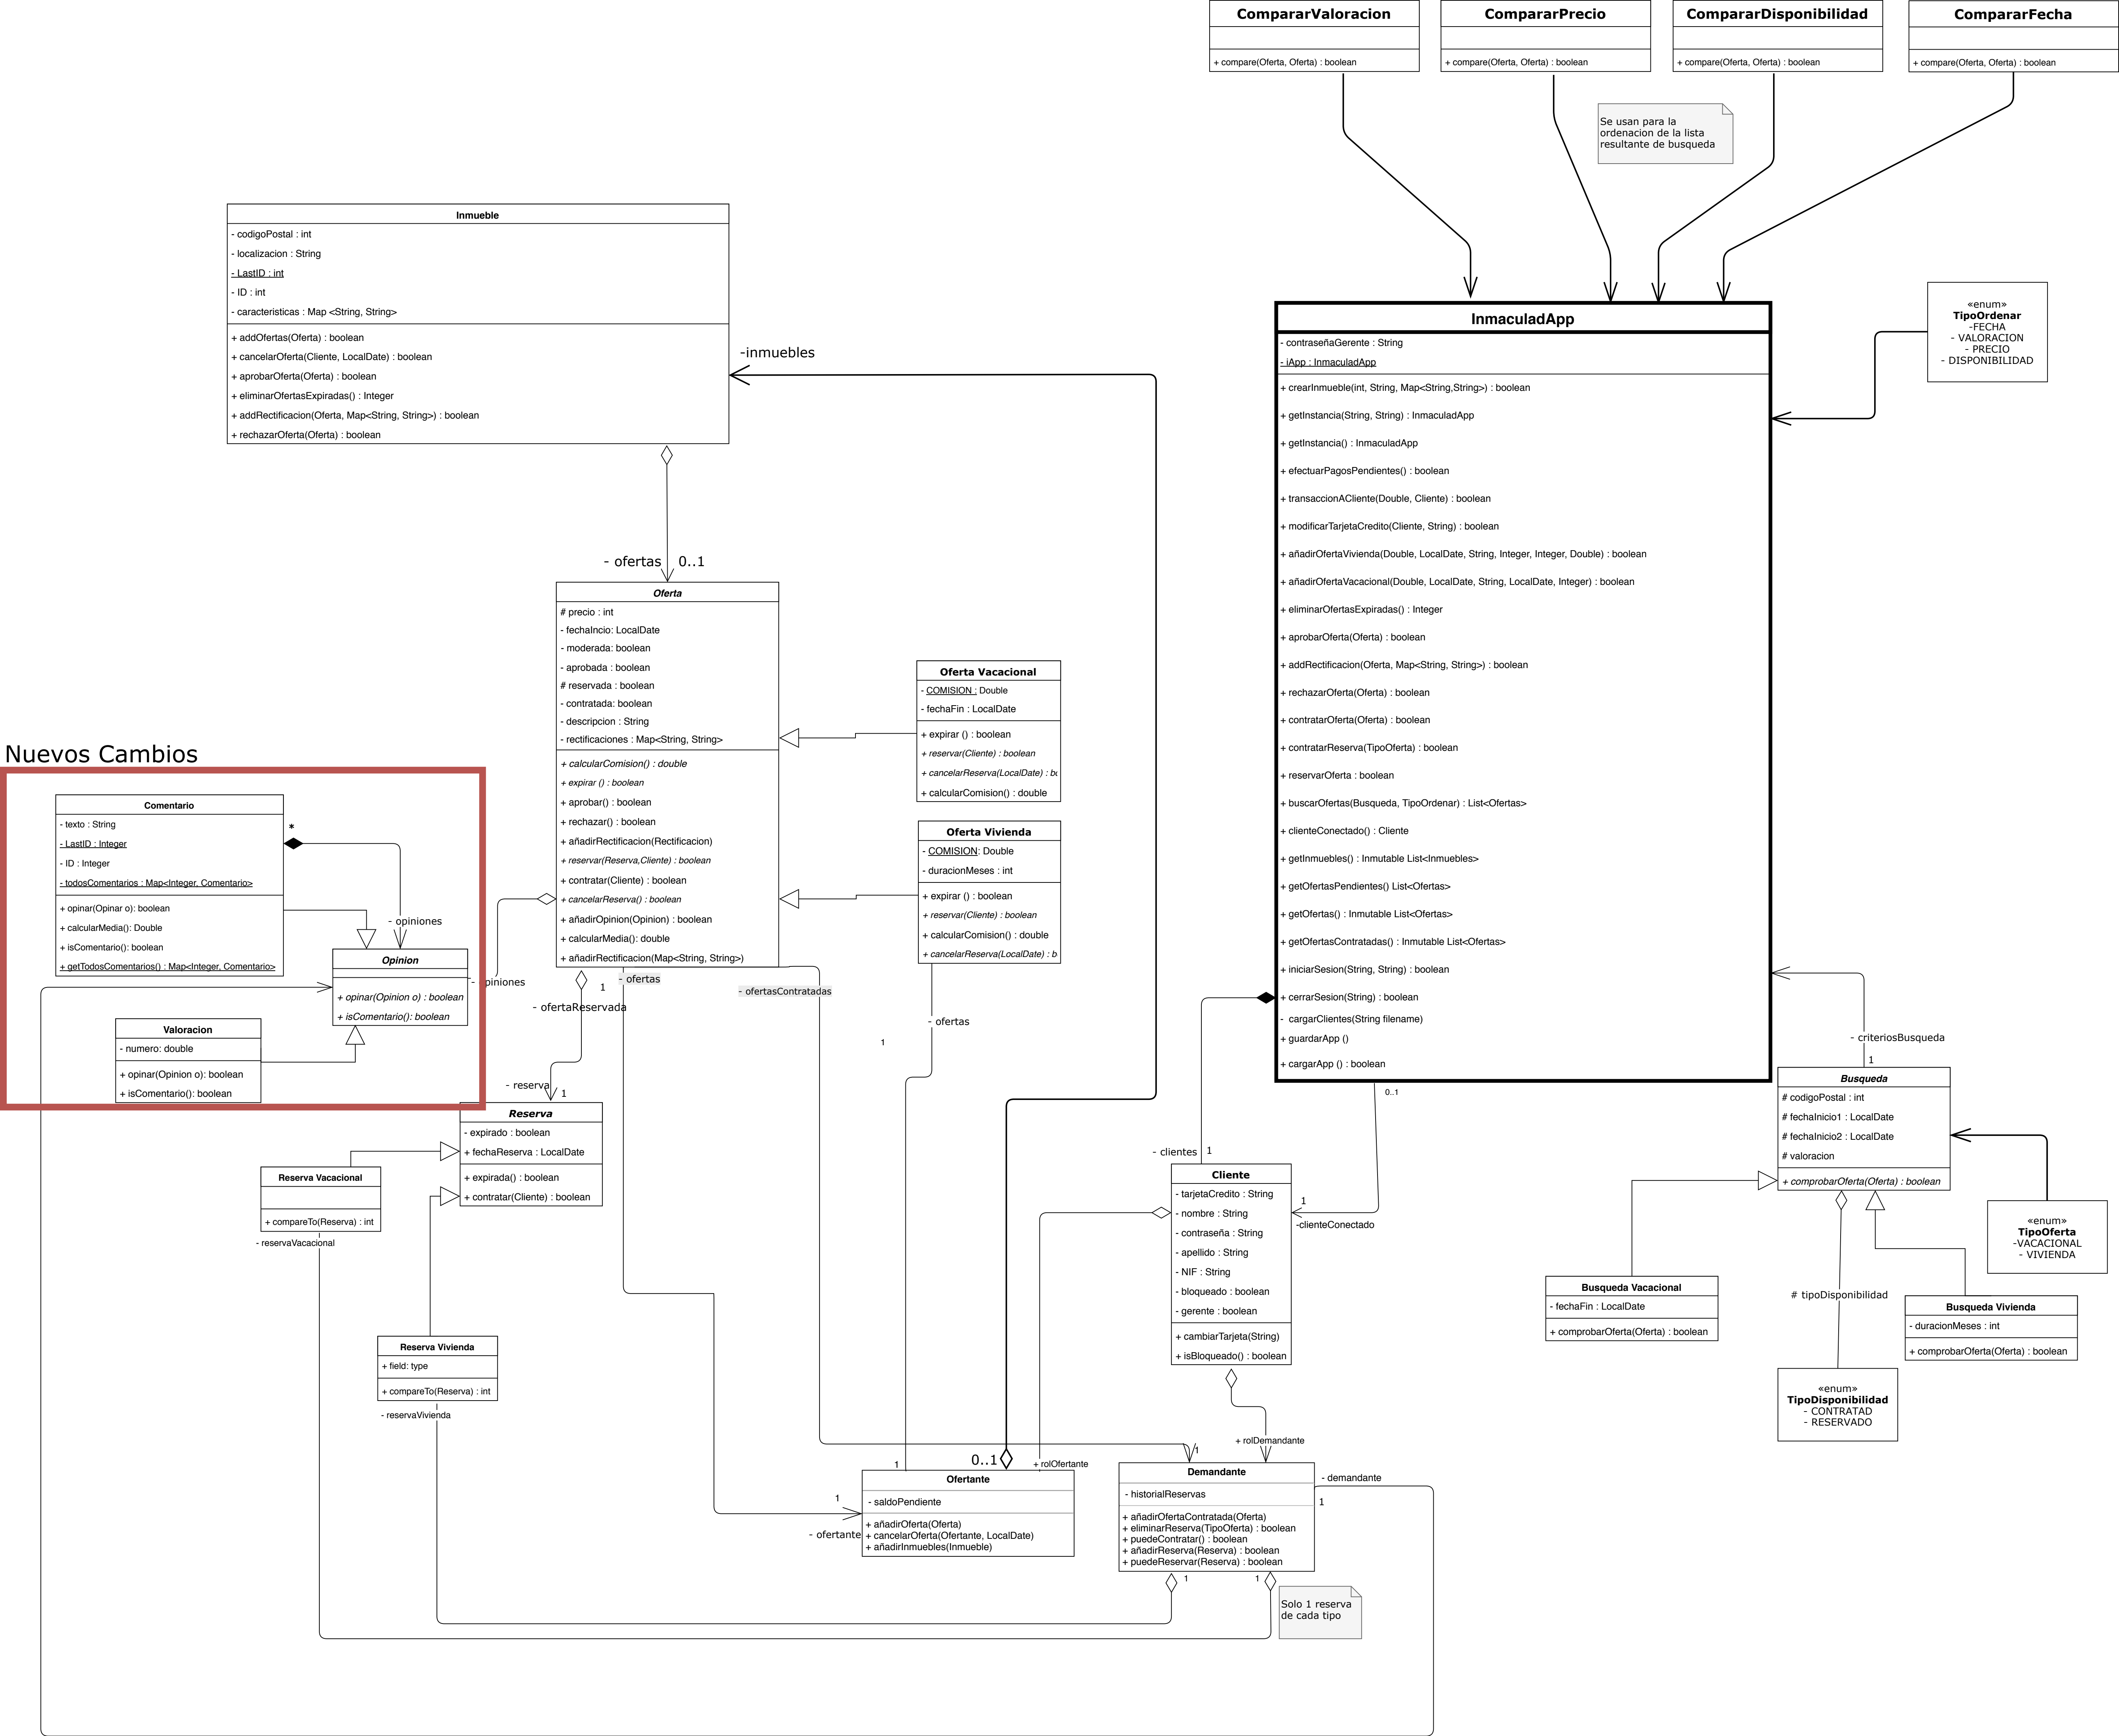 CompararValoracion
+ compare(Oferta, Oferta) : boolean
CompararPrecio
+ compare(Oferta, Oferta) : boolean
CompararDisponibilidad
+ compare(Oferta, Oferta) : boolean
CompararFecha
+ compare(Oferta, Oferta) : boolean
Se usan para la
ordenacion de la lista
resultante de busqueda
Inmueble
- codigoPostal : int
- localizacion : String
- LastID : int
- ID : int
- caracteristicas : Map <String, String>
+ addOfertas(Oferta) : boolean
+ cancelarOferta(Cliente, LocalDate) : boolean
+ aprobarOferta(Oferta) : boolean
+ eliminarOfertasExpiradas() : Integer
+ addRectificacion(Oferta, Map<String, String>) : boolean
+ rechazarOferta(Oferta) : boolean
-inmuebles
InmaculadApp
- contraseñaGerente : String
- iApp : InmaculadApp
+ crearInmueble(int, String, Map<String,String>) : boolean
+ getInstancia(String, String) : InmaculadApp
+ getInstancia() : InmaculadApp
+ efectuarPagosPendientes() : boolean
+ transaccionACliente(Double, Cliente) : boolean
+ modificarTarjetaCredito(Cliente, String) : boolean
+ añadirOfertaVivienda(Double, LocalDate, String, Integer, Integer, Double) : boolean
+ añadirOfertaVacacional(Double, LocalDate, String, LocalDate, Integer) : boolean
+ eliminarOfertasExpiradas() : Integer
+ aprobarOferta(Oferta) : boolean
+ addRectificacion(Oferta, Map<String, String>) : boolean
+ rechazarOferta(Oferta) : boolean
+ contratarOferta(Oferta) : boolean
+ contratarReserva(TipoOferta) : boolean
+ reservarOferta : boolean
+ buscarOfertas(Busqueda, TipoOrdenar) : List<Ofertas>
+ clienteConectado() : Cliente
+ getInmuebles() : Inmutable List<Inmuebles>
+ getOfertasPendientes() List<Ofertas>
+ getOfertas() : Inmutable List<Ofertas>
+ getOfertasContratadas() : Inmutable List<Ofertas>
+ iniciarSesion(String, String) : boolean
+ cerrarSesion(String) : boolean
- cargarClientes(String filename)
+ guardarApp ()
+ cargarApp () : boolean
«enum»
TipoOrdenar
-FECHA
- VALORACION
- PRECIO
- DISPONIBILIDAD
- ofertas 0..1
Oferta
# precio : int
- fechaIncio: LocalDate
- moderada: boolean
- aprobada : boolean
# reservada : boolean
- contratada: boolean
- descripcion : String
- rectificaciones : Map<String, String>
+ calcularComision() : double
+ expirar () : boolean
+ aprobar() : boolean
+ rechazar() : boolean
+ añadirRectificacion(Rectificacion)
+ reservar(Reserva,Cliente) : boolean
+ contratar(Cliente) : boolean
+ cancelarReserva() : boolean
+ añadirOpinion(Opinion) : boolean
+ calcularMedia(): double
+ añadirRectificacion(Map<String, String>)
Oferta Vacacional
- COMISION : Double
- fechaFin : LocalDate
+ expirar () : boolean
+ reservar(Cliente) : boolean
+ cancelarReserva(LocalDate) : b
+ calcularComision() : double
Oferta Vivienda
- COMISION: Double
- duracionMeses : int
+ expirar () : boolean
+ reservar(Cliente) : boolean
+ calcularComision() : double
+ cancelarReserva(LocalDate) : b
Nuevos Cambios
Comentario
- texto : String
- LastID : Integer
- ID : Integer
- todosComentarios : Map<Integer, Comentario>
+ opinar(Opinar o): boolean
+ calcularMedia(): Double
+ isComentario(): boolean
+ getTodosComentarios() : Map<Integer, Comentario>
*
- opiniones
Opinion
+ opinar(Opinion o) : boolean
+ isComentario(): boolean
Valoracion
- numero: double
+ opinar(Opinion o): boolean
+ isComentario(): boolean
- opiniones
- ofertaReservada
1
- ofertas
- ofertasContratadas
- ofertas
1
- reserva
1
Reserva
- expirado : boolean
+ fechaReserva : LocalDate
+ expirada() : boolean
+ contratar(Cliente) : boolean
Reserva Vacacional
+ compareTo(Reserva) : int
- reservaVacacional
Reserva Vivienda
+ field: type
+ compareTo(Reserva) : int
- reservaVivienda
- clientes 1
0..1
Cliente
- tarjetaCredito : String
- nombre : String
- contraseña : String
- apellido : String
- NIF : String
- bloqueado : boolean
- gerente : boolean
+ cambiarTarjeta(String)
+ isBloqueado() : boolean
1
-clienteConectado
- criteriosBusqueda
1
Busqueda
# codigoPostal : int
# fechaInicio1 : LocalDate
# fechaInicio2 : LocalDate
# valoracion
+ comprobarOferta(Oferta) : boolean
«enum»
TipoOferta
-VACACIONAL
- VIVIENDA
Busqueda Vacacional
- fechaFin : LocalDate
+ comprobarOferta(Oferta) : boolean
# tipoDisponibilidad
Busqueda Vivienda
- duracionMeses : int
+ comprobarOferta(Oferta) : boolean
«enum»
TipoDisponibilidad
- CONTRATAD
- RESERVADO
+ rolDemandante
+ rolOfertante
0..1
1
1
1
- ofertante
Ofertante
- saldoPendiente
+ añadirOferta(Oferta)
+ cancelarOferta(Ofertante, LocalDate)
+ añadirInmuebles(Inmueble)
Demandante
- historialReservas
+ añadirOfertaContratada(Oferta)
+ eliminarReserva(TipoOferta) : boolean
+ puedeContratar() : boolean
+ añadirReserva(Reserva) : boolean
+ puedeReservar(Reserva) : boolean
- demandante
1
1
1
Solo 1 reserva
de cada tipo